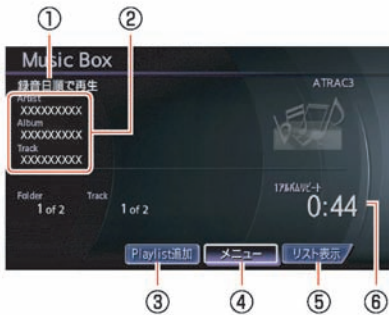 ① ②
Music Box
録音日順で再生
ATRAC3
Artist
XXXXXXXXX
Album
XXXXXXXXX
Track
XXXXXXXXX
Folder Track
1 of 2 1 of 2
1アルバムリピート
0:44
Playlist追加 メニュー リスト表示
③ ④ ⑤ ⑥